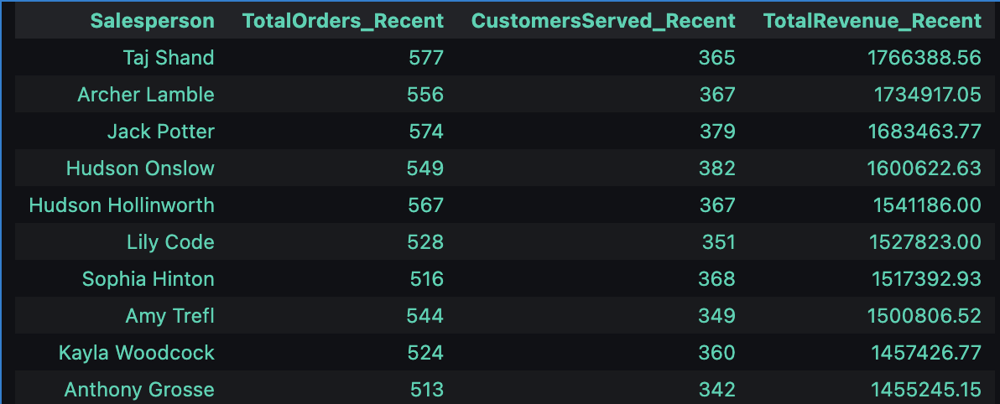 Salesperson TotalOrders_Recent CustomersServed_Recent TotalRevenue_Recent
Taj Shand 577 365 1766388.56
Archer Lamble 556 367 1734917.05
Jack Potter 574 379 1683463.77
Hudson Onslow 549 382 1600622.63
Hudson Hollinworth 567 367 1541186.00
Lily Code 528 351 1527823.00
Sophia Hinton 516 368 1517392.93
Amy Trefl 544 349 1500806.52
Kayla Woodcock 524 360 1457426.77
Anthony Grosse 513 342 1455245.15